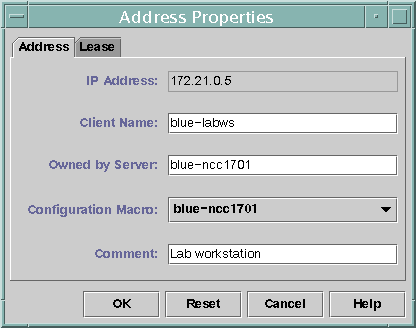 Address Properties
Address Lease
IP Address: 172.21.0.5
Client Name: blue-labws
Owned by Server: blue-ncc1701
Configuration Macro: blue-ncc1701
Comment: Lab workstation
OK Reset Cancel Help